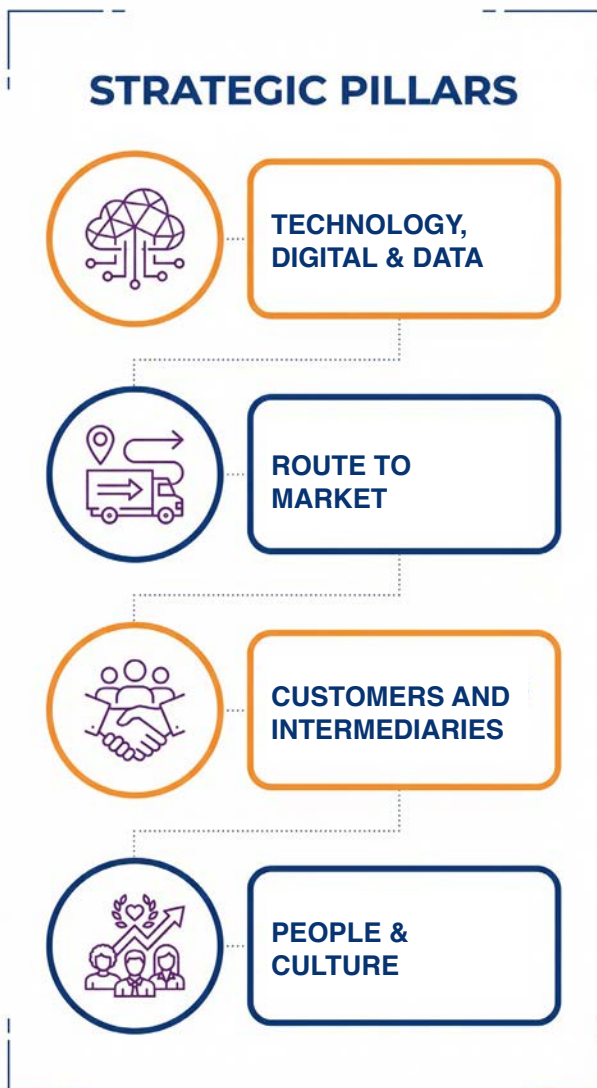 STRATEGIC PILLARS
TECHNOLOGY,
DIGITAL & DATA
ROUTE TO
MARKET
CUSTOMERS AND
INTERMEDIARIES
PEOPLE &
CULTURE